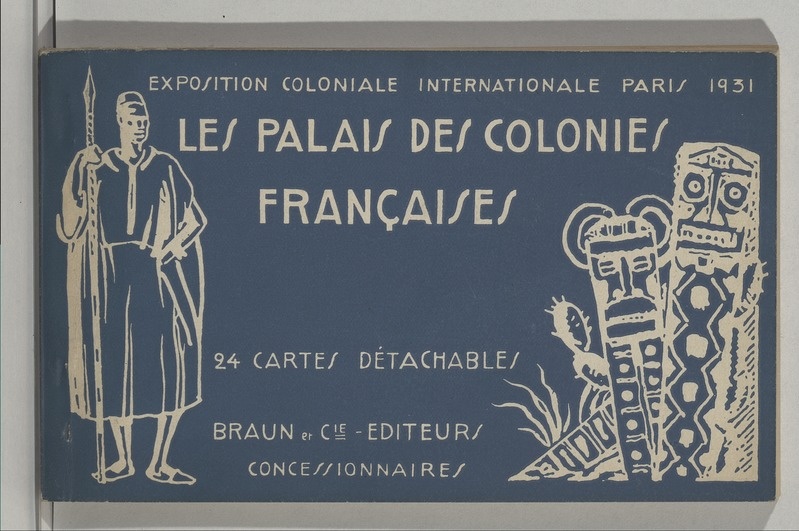 EXPOSITION COLONIALE INTERNATIONALE PARIS 1931
LES PALAIS DES COLONIES
FRANÇAISES
24 CARTES DÉTACHABLES
BRAUN et CIE - EDITEURS
CONCESSIONNAIRES